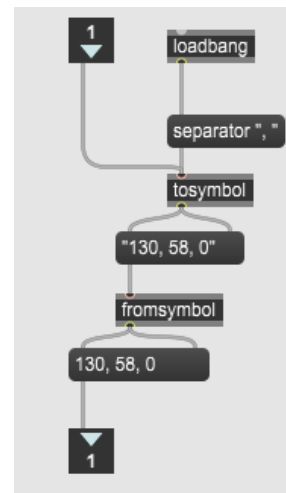 1
loadbang
separator ", "
tosymbol
"130, 58, 0"
fromsymbol
130, 58, 0
1